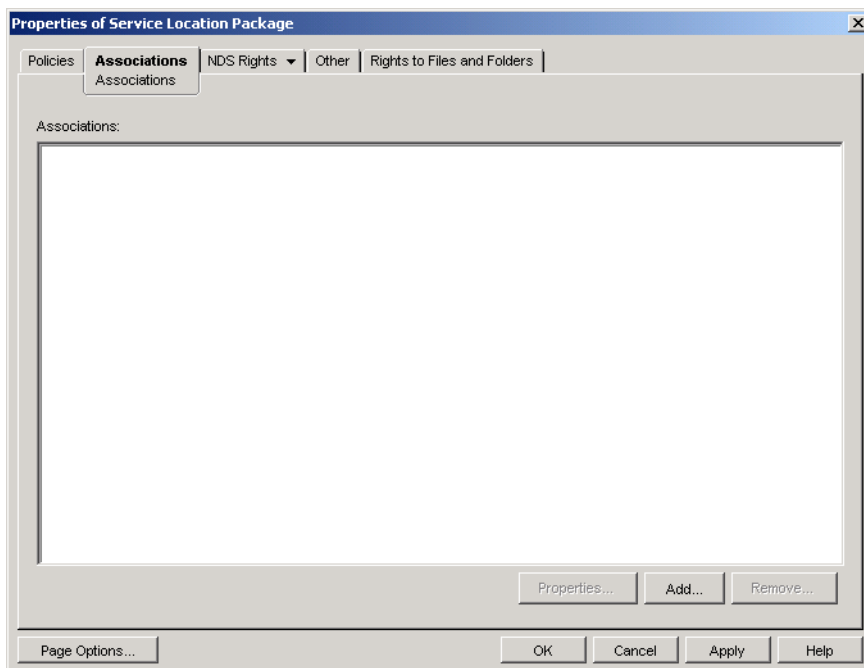 Properties of Service Location Package
Policies Associations NDS Rights Other Rights to Files and Folders
Associations
Associations:
Properties... Add... Remove...
Page Options... OK Cancel Apply Help